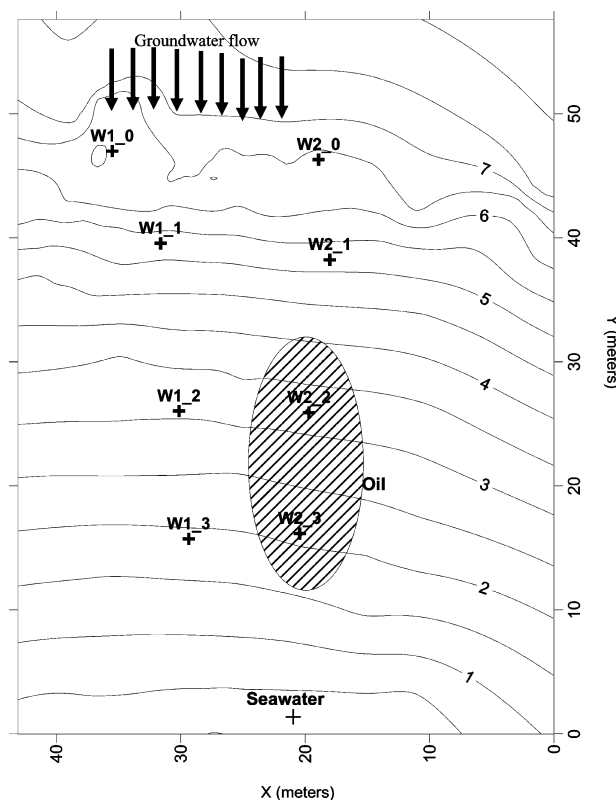 Groundwater flow
50
W1_0
W2_0
7
6
W1_1
40
W2_1
5
Y (meters)
30
4
W1_2
W2_2
3
20
Oil
W2_3
W1_3
2
10
1
Seawater
0
40
30
20
10
0
X (meters)